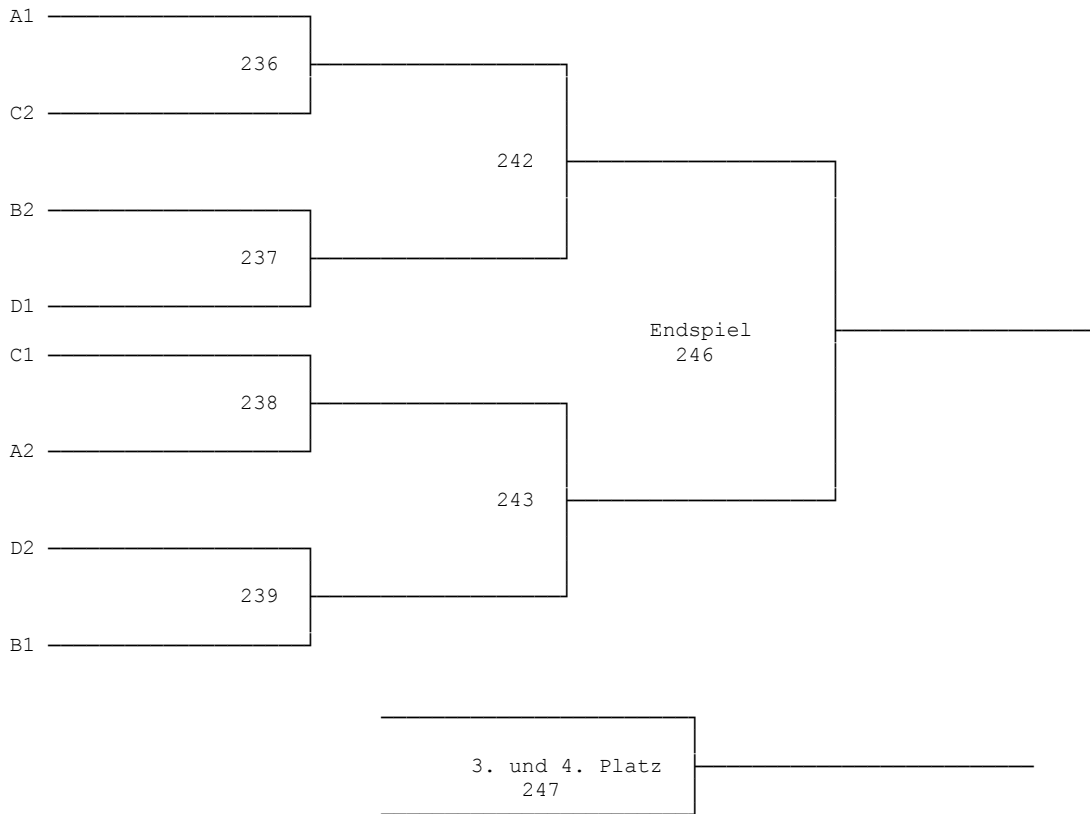 A1
236
C2
242
B2
237
D1
Endspiel
C1
246
238
A2
243
D2
239
B1
3. und 4. Platz
247